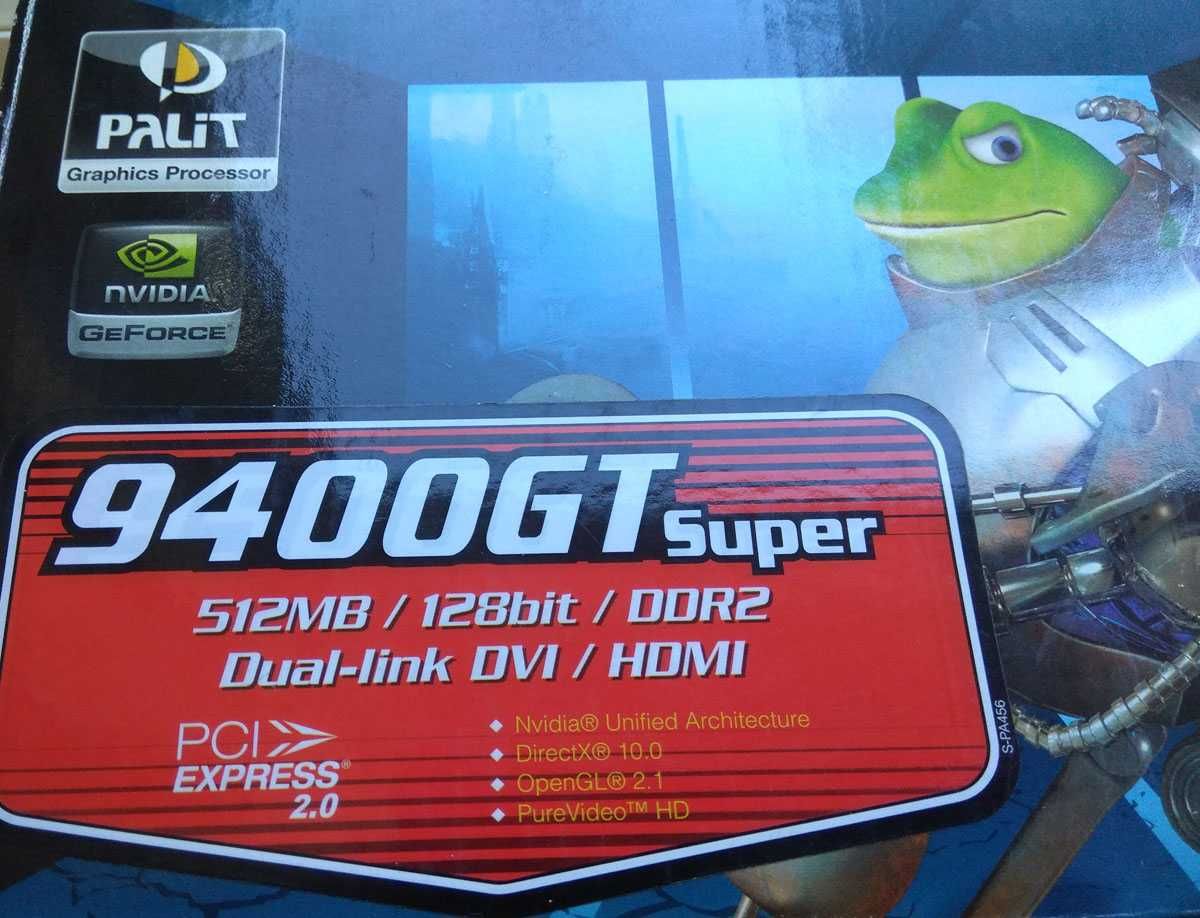 PALiT
Graphics Processor
nVIDIA
GEFORCE
9400GT Super
512MB / 128bit / DDR2
Dual-link DVI / HDMI
PCI
EXPRESS®
2.0
◆ Nvidia® Unified Architecture
◆ DirectX® 10.0
◆ OpenGL® 2.1
◆ PureVideo™ HD
S-PA456